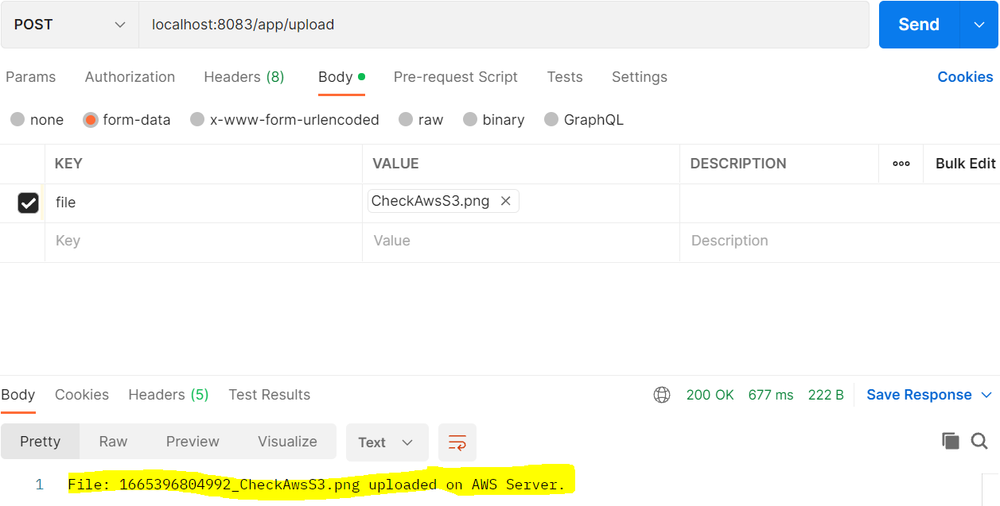 POST localhost:8083/app/upload Send
Params Authorization Headers (8) Body Pre-request Script Tests Settings Cookies
none form-data x-www-form-urlencoded raw binary GraphQL
KEY VALUE DESCRIPTION ooo Bulk Edit
file CheckAwsS3.png ×
Key Value Description
Body Cookies Headers (5) Test Results 200 OK 677 ms 222 B Save Response
Pretty Raw Preview Visualize Text
1 File: 1665396804992_CheckAwsS3.png uploaded on AWS Server.